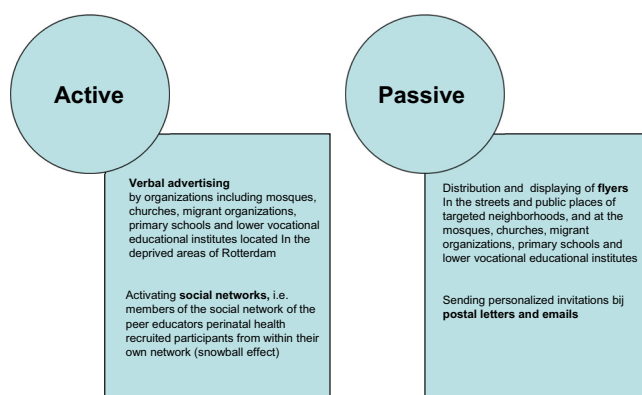 Active
Verbal advertising
by organizations including mosques,
churches, migrant organizations,
primary schools and lower vocational
educational institutes located In the
deprived areas of Rotterdam
Activating social networks, i.e.
members of the social network of the
peer educators perinatal health
recruited participants from within their
own network (snowball effect)
Passive
Distribution and displaying of flyers
In the streets and public places of
targeted neighborhoods, and at the
mosques, churches, migrant
organizations, primary schools and
lower vocational educational institutes
Sending personalized invitations bij
postal letters and emails